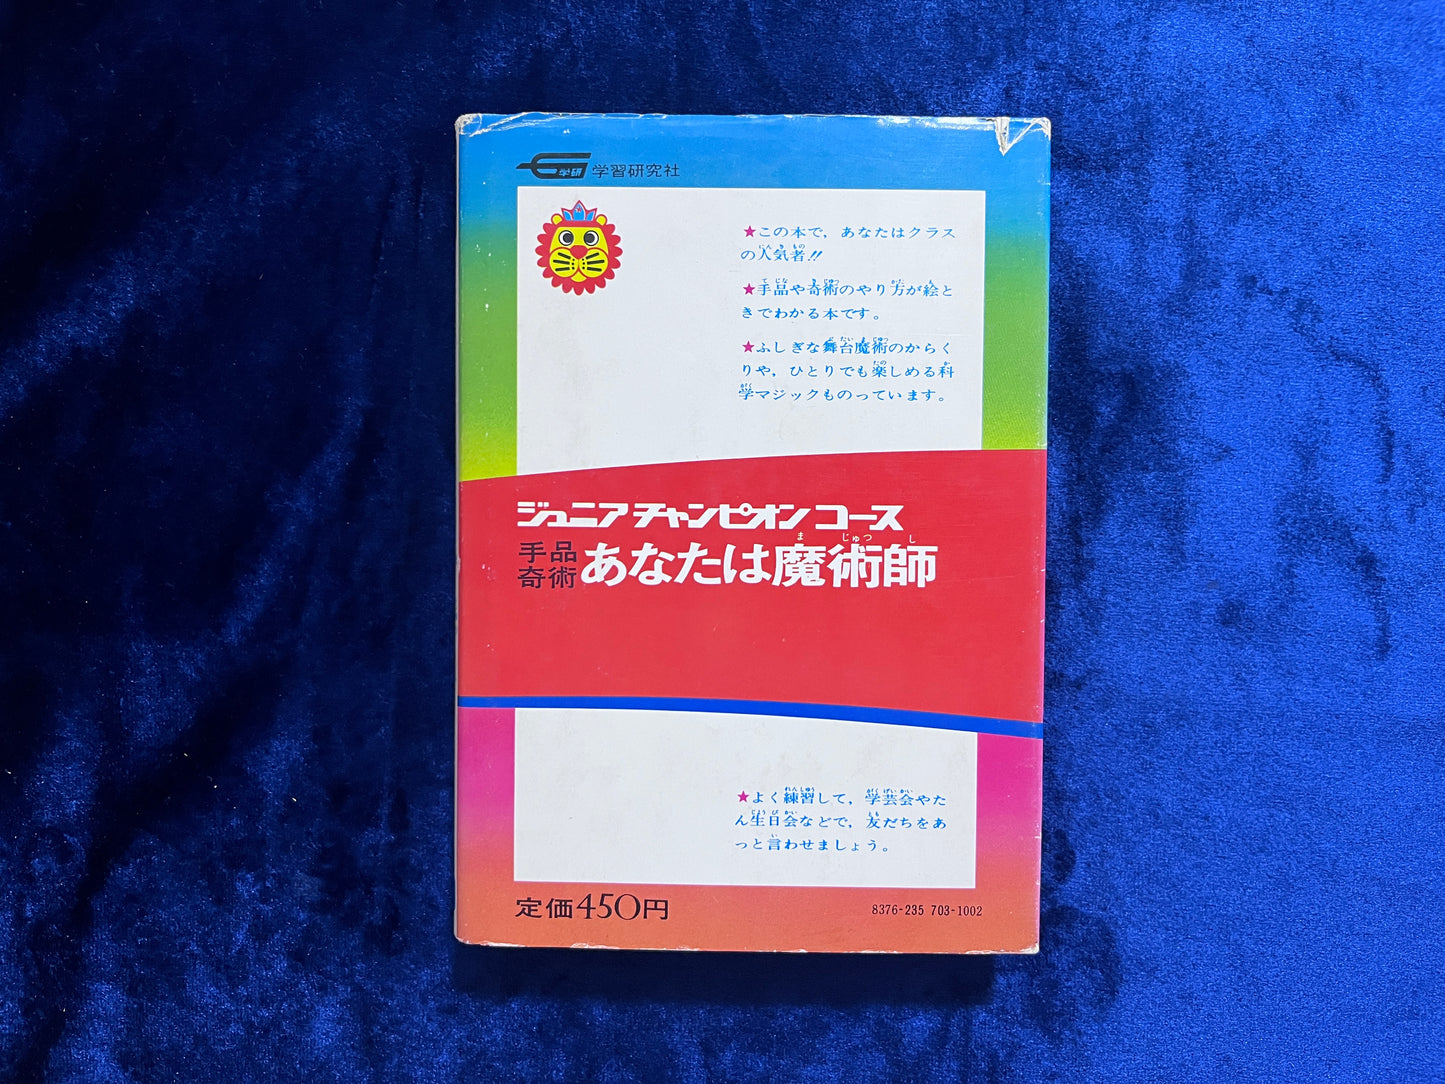 学研 学習研究社
★この本で，あなたはクラス
の人気者!!
★手品や奇術のやり方が絵と
きでわかる本です。
★ふしぎな舞台魔術のからく
りや，ひとりでも楽しめる科
学マジックものっています。
ジュニアチャンピオンコース
手品
奇術
あなたは魔術師
★よく練習して，学芸会やた
ん生日会などで，友だちをあ
っと言わせましょう。
定価450円
8376-235 703-1002